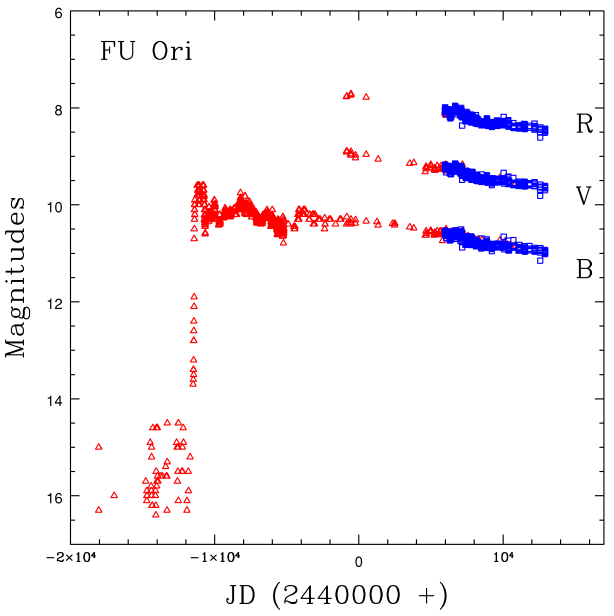 6
FU Ori
8
R
V
10
B
Magnitudes
12
14
16
−2×10⁴
−1×10⁴
0
10⁴
JD (2440000 +)